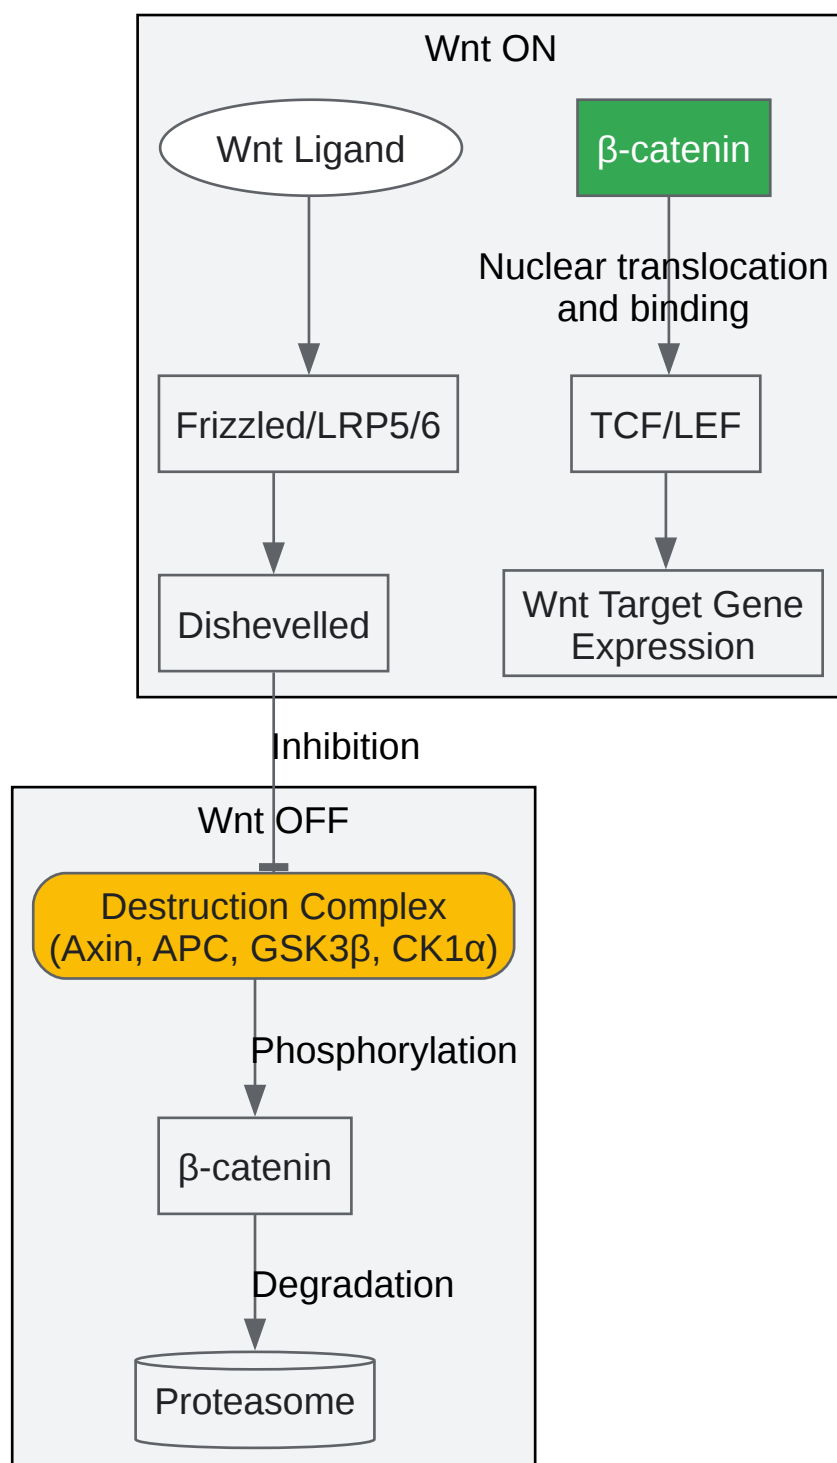 Wnt ON
Wnt Ligand
β-catenin
Nuclear translocation
and binding
Frizzled/LRP5/6
TCF/LEF
Dishevelled
Wnt Target Gene
Expression
Inhibition
Wnt OFF
Destruction Complex
(Axin, APC, GSK3β, CK1α)
Phosphorylation
β-catenin
Degradation
Proteasome